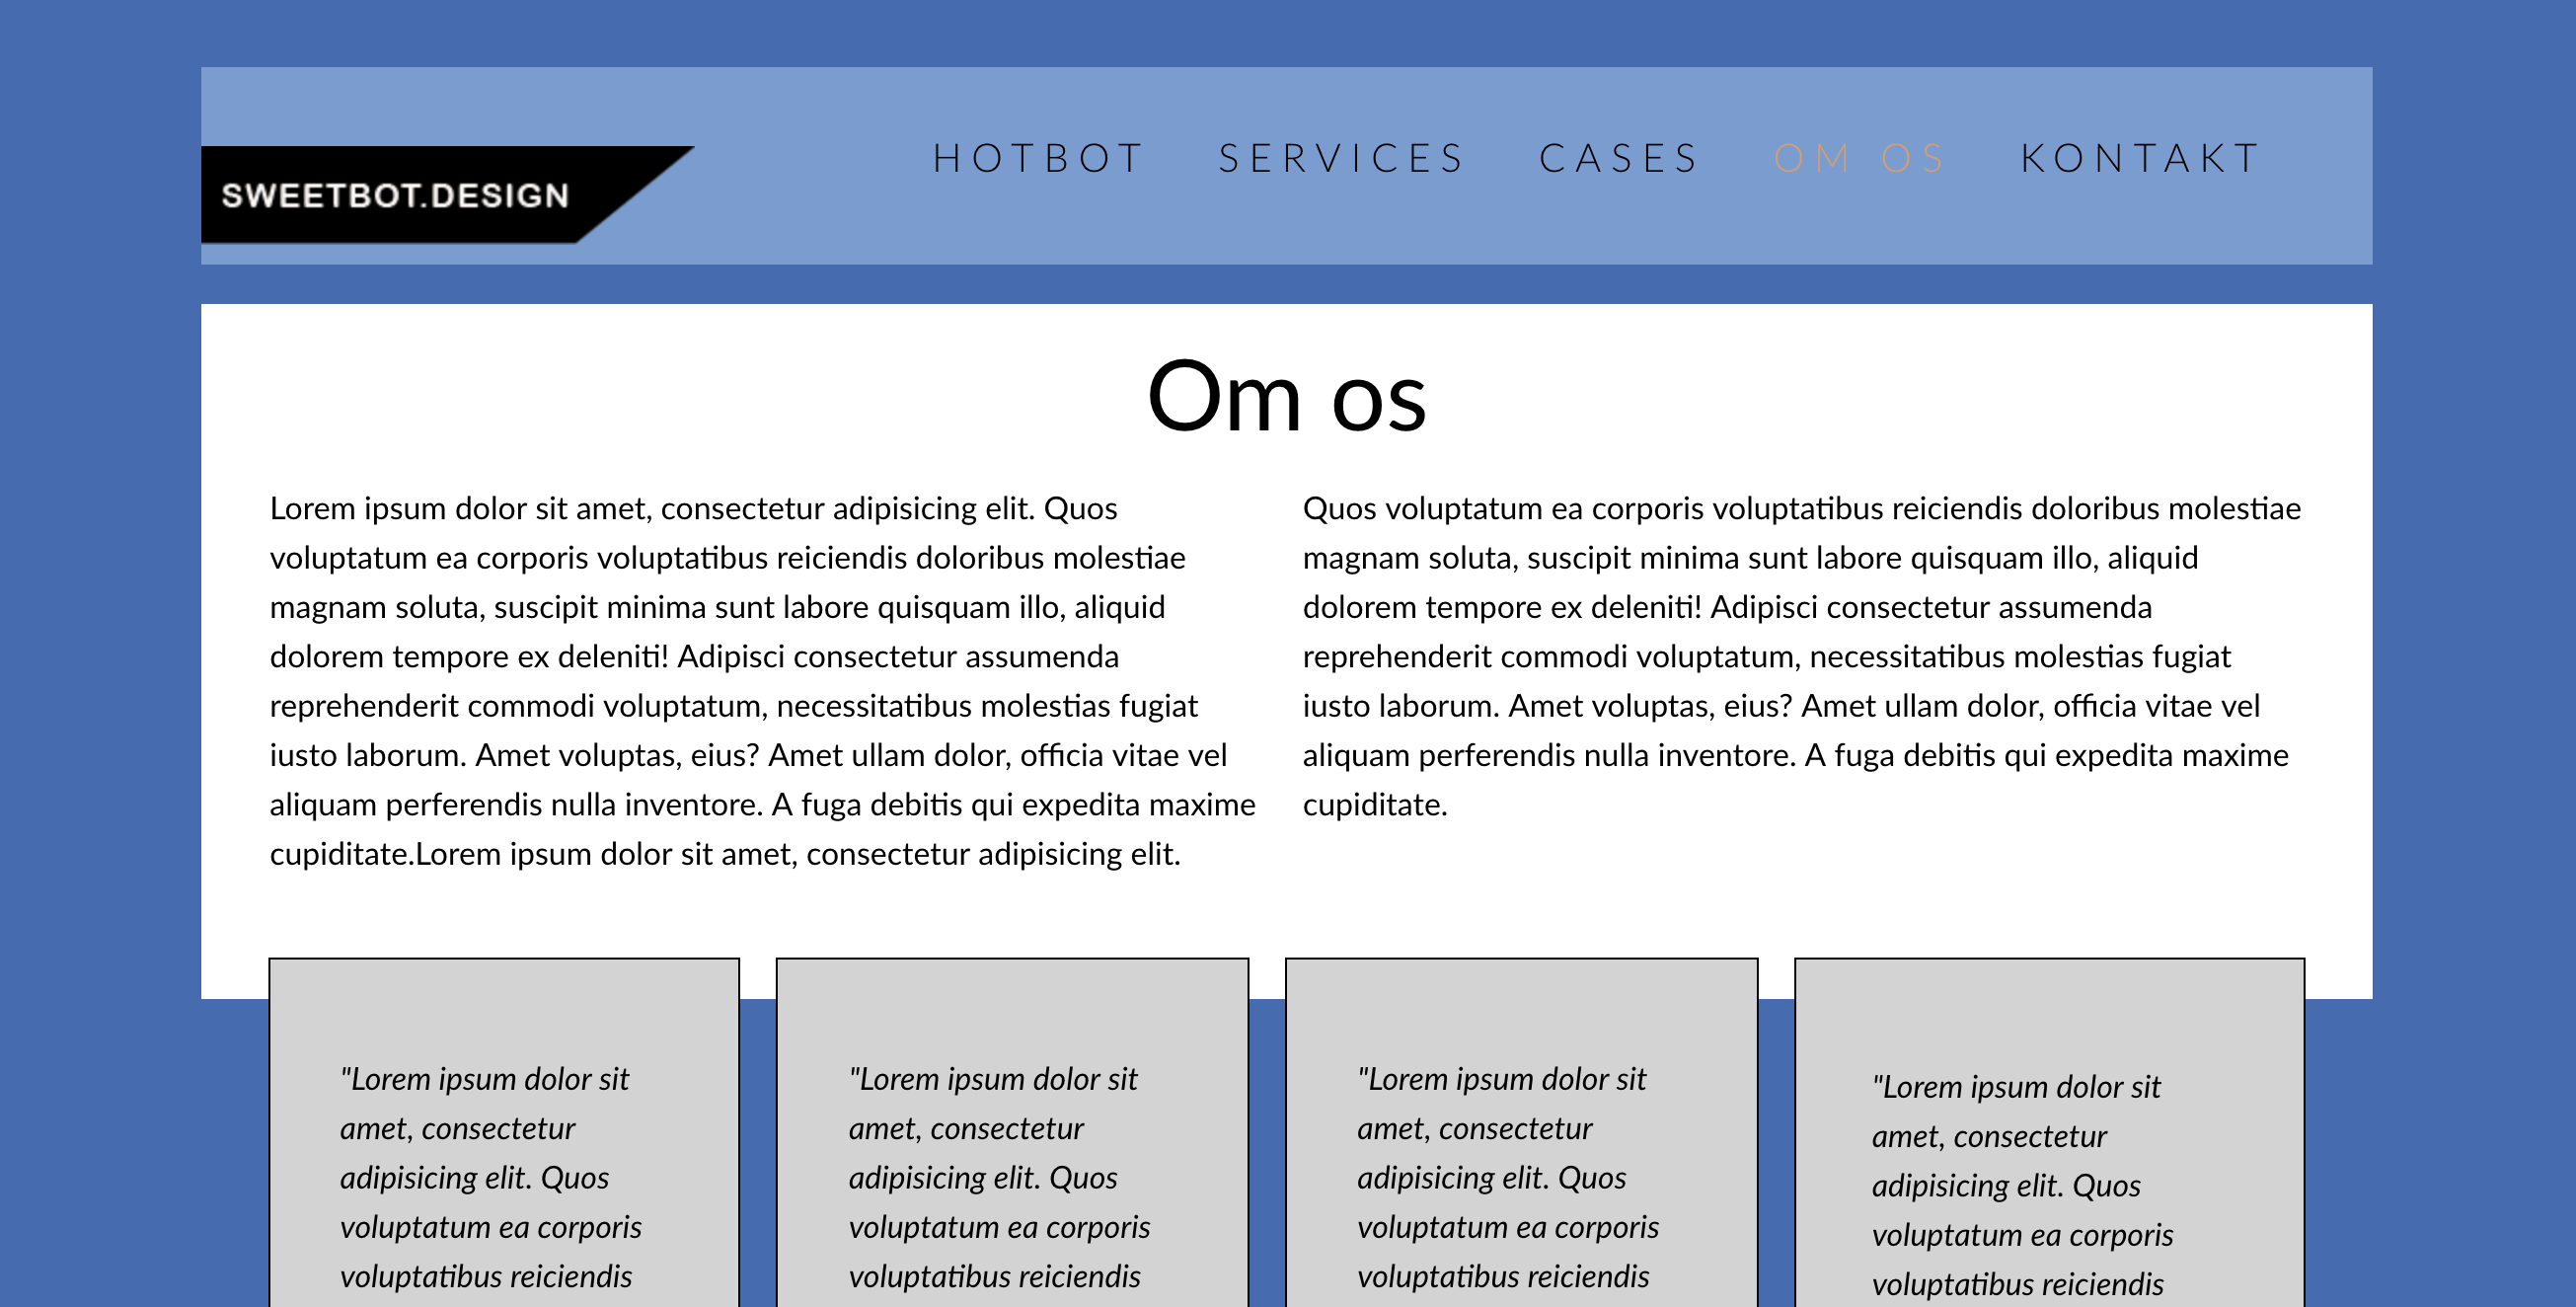 SWEETBOT.DESIGN
HOTBOT SERVICES CASES OM OS KONTAKT
Om os
Lorem ipsum dolor sit amet, consectetur adipisicing elit. Quos
voluptatum ea corporis voluptatibus reiciendis doloribus molestiae
magnam soluta, suscipit minima sunt labore quisquam illo, aliquid
dolorem tempore ex deleniti! Adipisci consectetur assumenda
reprehenderit commodi voluptatum, necessitatibus molestias fugiat
iusto laborum. Amet voluptas, eius? Amet ullam dolor, officia vitae vel
aliquam perferendis nulla inventore. A fuga debitis qui expedita maxime
cupiditate.Lorem ipsum dolor sit amet, consectetur adipisicing elit.
Quos voluptatum ea corporis voluptatibus reiciendis doloribus molestiae
magnam soluta, suscipit minima sunt labore quisquam illo, aliquid
dolorem tempore ex deleniti! Adipisci consectetur assumenda
reprehenderit commodi voluptatum, necessitatibus molestias fugiat
iusto laborum. Amet voluptas, eius? Amet ullam dolor, officia vitae vel
aliquam perferendis nulla inventore. A fuga debitis qui expedita maxime
cupiditate.
"Lorem ipsum dolor sit
amet, consectetur
adipisicing elit. Quos
voluptatum ea corporis
voluptatibus reiciendis
"Lorem ipsum dolor sit
amet, consectetur
adipisicing elit. Quos
voluptatum ea corporis
voluptatibus reiciendis
"Lorem ipsum dolor sit
amet, consectetur
adipisicing elit. Quos
voluptatum ea corporis
voluptatibus reiciendis
"Lorem ipsum dolor sit
amet, consectetur
adipisicing elit. Quos
voluptatum ea corporis
voluptatibus reiciendis